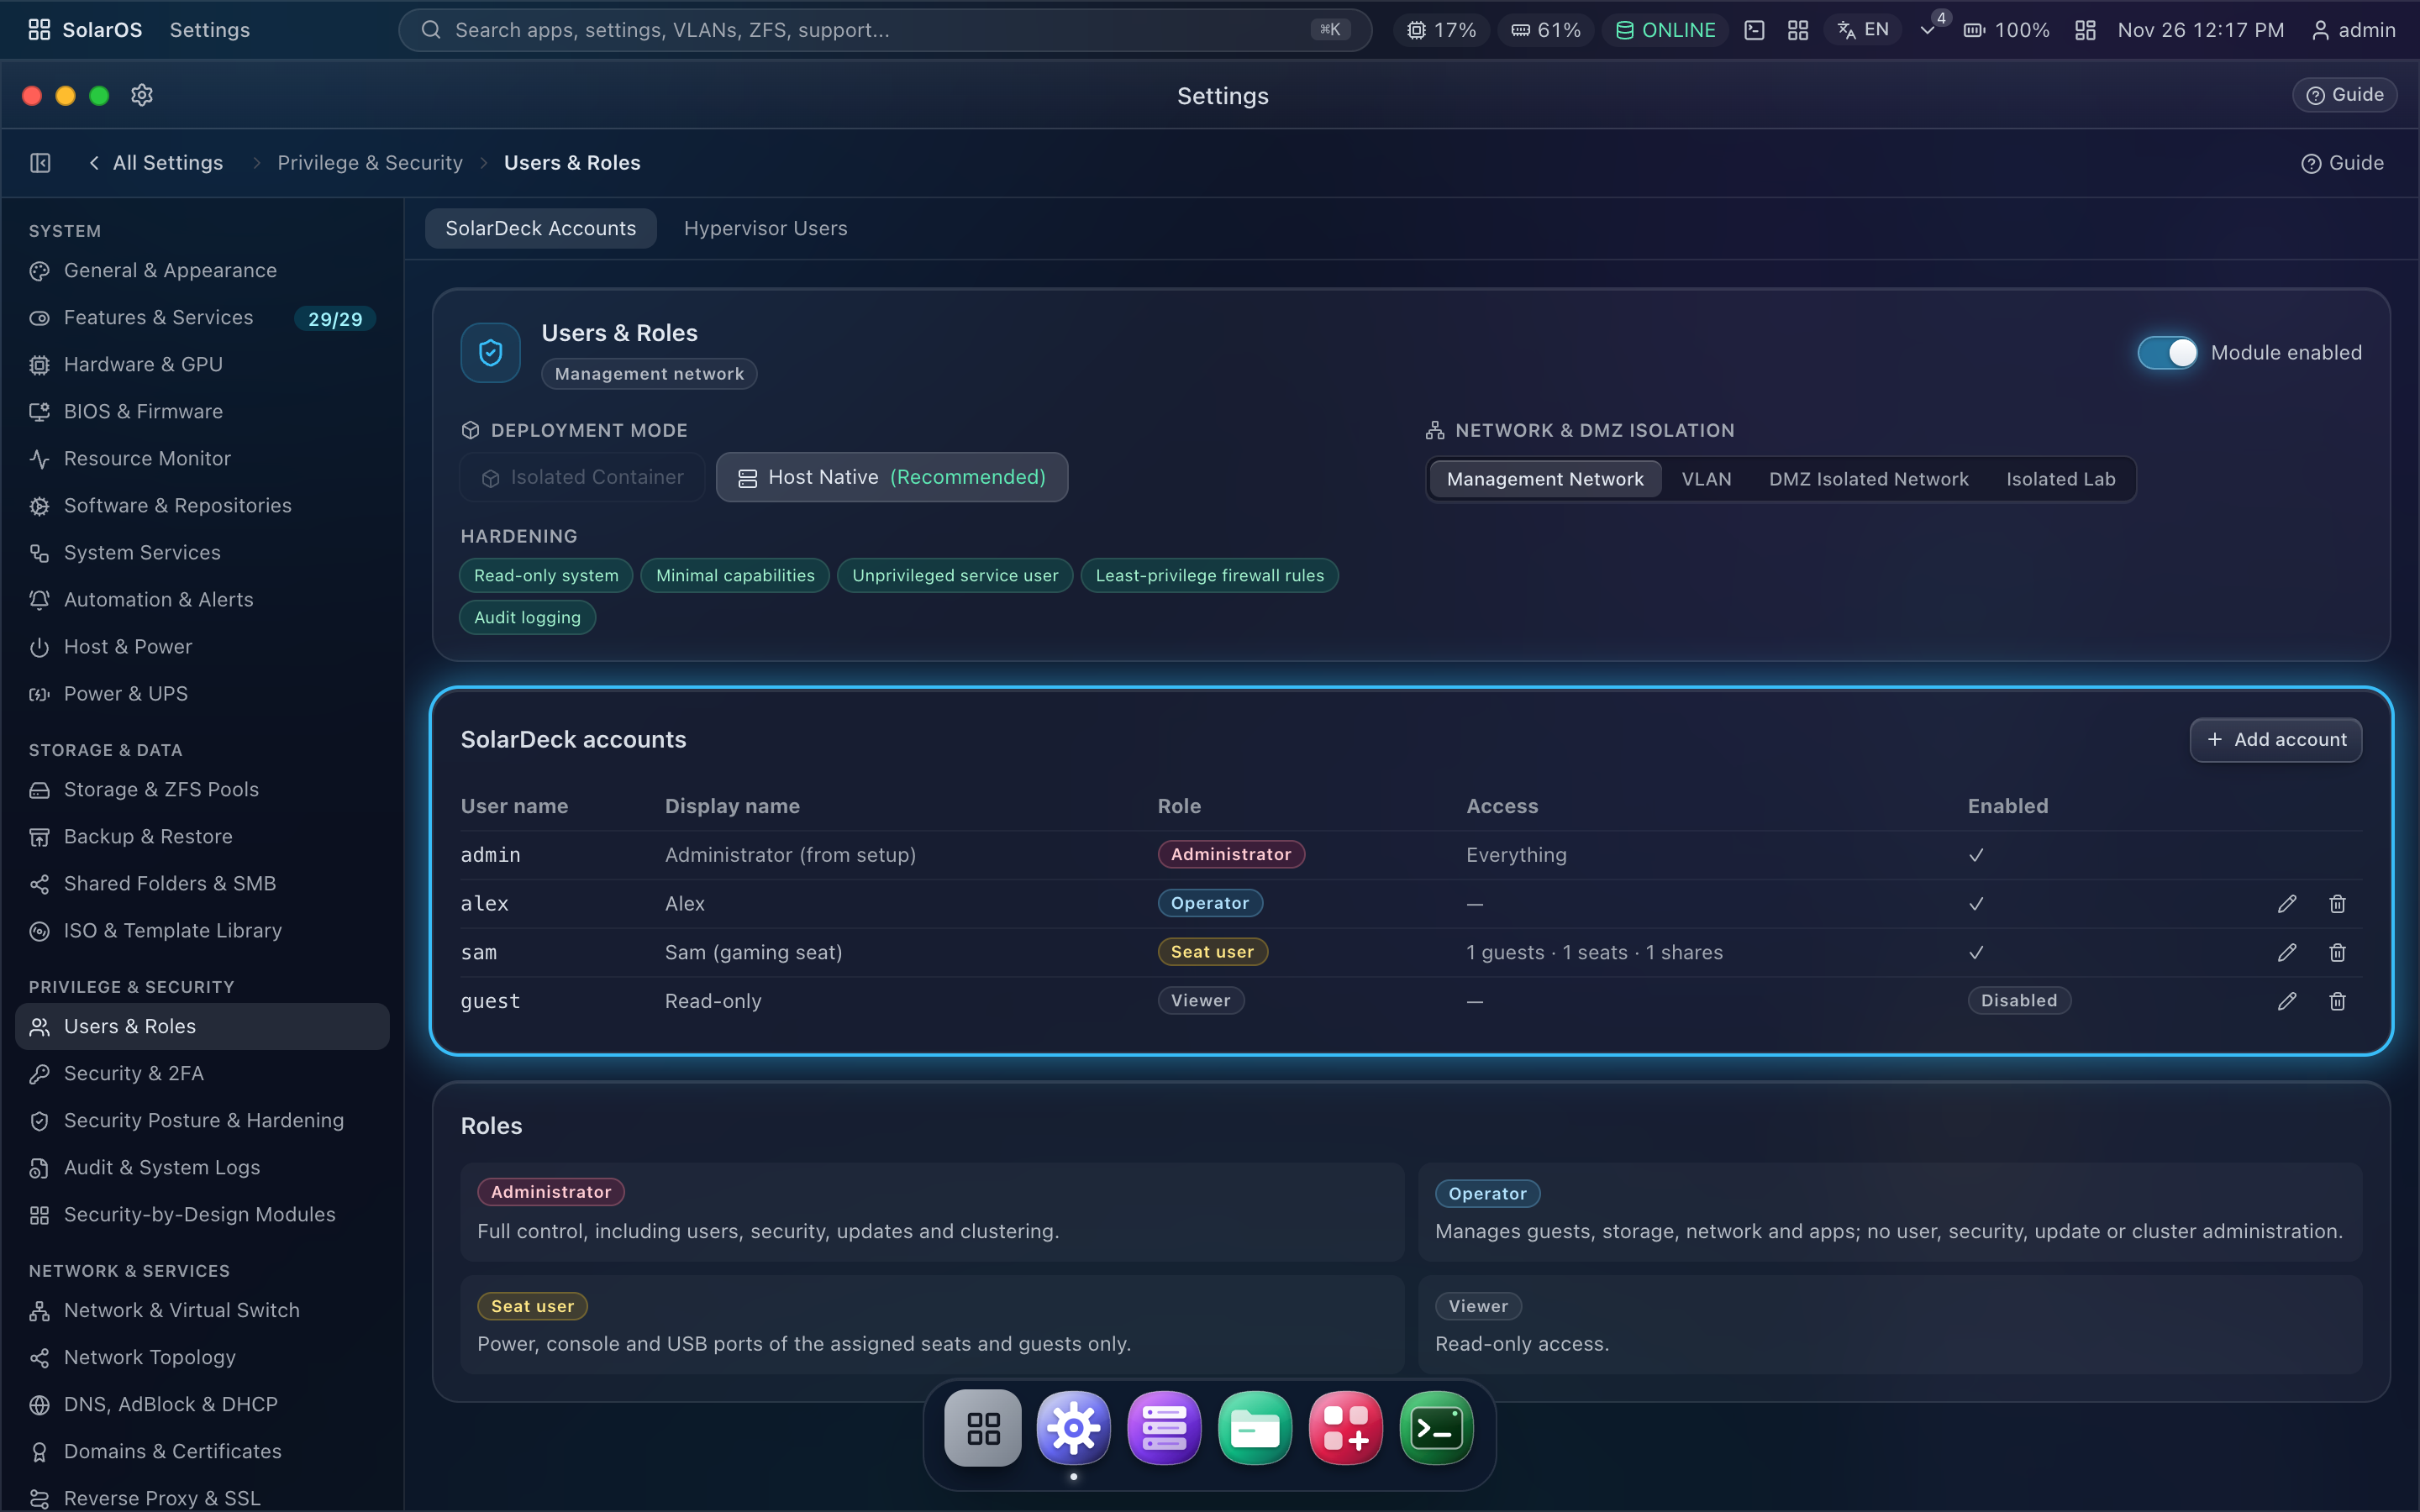 SolarOS Settings Search apps, settings, VLANs, ZFS, support... ⌘K 17% 61% ONLINE EN 4 100% Nov 26 12:17 PM admin
Settings Guide
All Settings Privilege & Security Users & Roles Guide
SYSTEM
General & Appearance
Features & Services 29/29
Hardware & GPU
BIOS & Firmware
Resource Monitor
Software & Repositories
System Services
Automation & Alerts
Host & Power
Power & UPS
STORAGE & DATA
Storage & ZFS Pools
Backup & Restore
Shared Folders & SMB
ISO & Template Library
PRIVILEGE & SECURITY
Users & Roles
Security & 2FA
Security Posture & Hardening
Audit & System Logs
Security-by-Design Modules
NETWORK & SERVICES
Network & Virtual Switch
Network Topology
DNS, AdBlock & DHCP
Domains & Certificates
Reverse Proxy & SSL
SolarDeck Accounts Hypervisor Users
Users & Roles
Management network
Module enabled
DEPLOYMENT MODE
Isolated Container Host Native (Recommended)
NETWORK & DMZ ISOLATION
Management Network VLAN DMZ Isolated Network Isolated Lab
HARDENING
Read-only system Minimal capabilities Unprivileged service user Least-privilege firewall rules
Audit logging
SolarDeck accounts Add account
User name Display name Role Access Enabled
admin Administrator (from setup) Administrator Everything ✓
alex Alex Operator — ✓
sam Sam (gaming seat) Seat user 1 guests · 1 seats · 1 shares ✓
guest Read-only Viewer — Disabled
Roles
Administrator
Full control, including users, security, updates and clustering.
Operator
Manages guests, storage, network and apps; no user, security, update or cluster administration.
Seat user
Power, console and USB ports of the assigned seats and guests only.
Viewer
Read-only access.